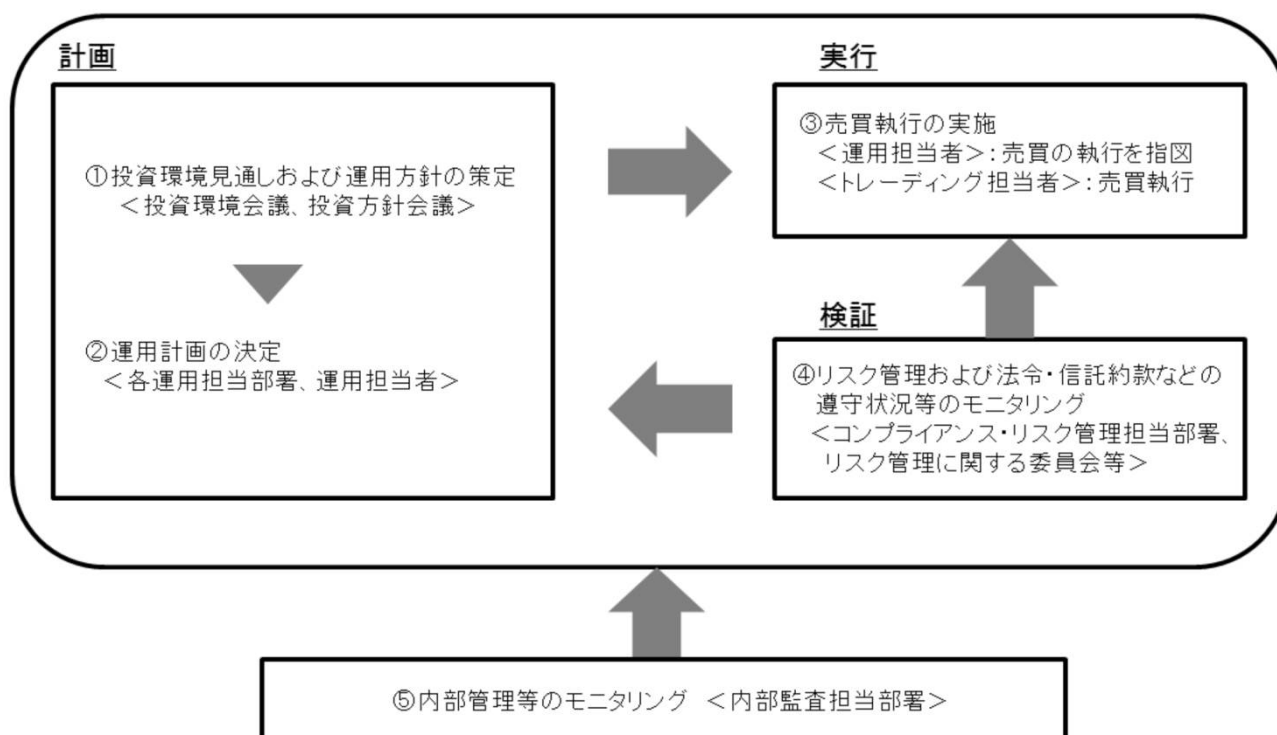 計画
①投資環境見通しおよび運用方針の策定
＜投資環境会議、投資方針会議＞
②運用計画の決定
＜各運用担当部署、運用担当者＞
実行
③売買執行の実施
＜運用担当者＞：売買の執行を指図
＜トレーディング担当者＞：売買執行
検証
④リスク管理および法令・信託約款などの
遵守状況等のモニタリング
＜コンプライアンス・リスク管理担当部署、
リスク管理に関する委員会等＞
⑤内部管理等のモニタリング ＜内部監査担当部署＞